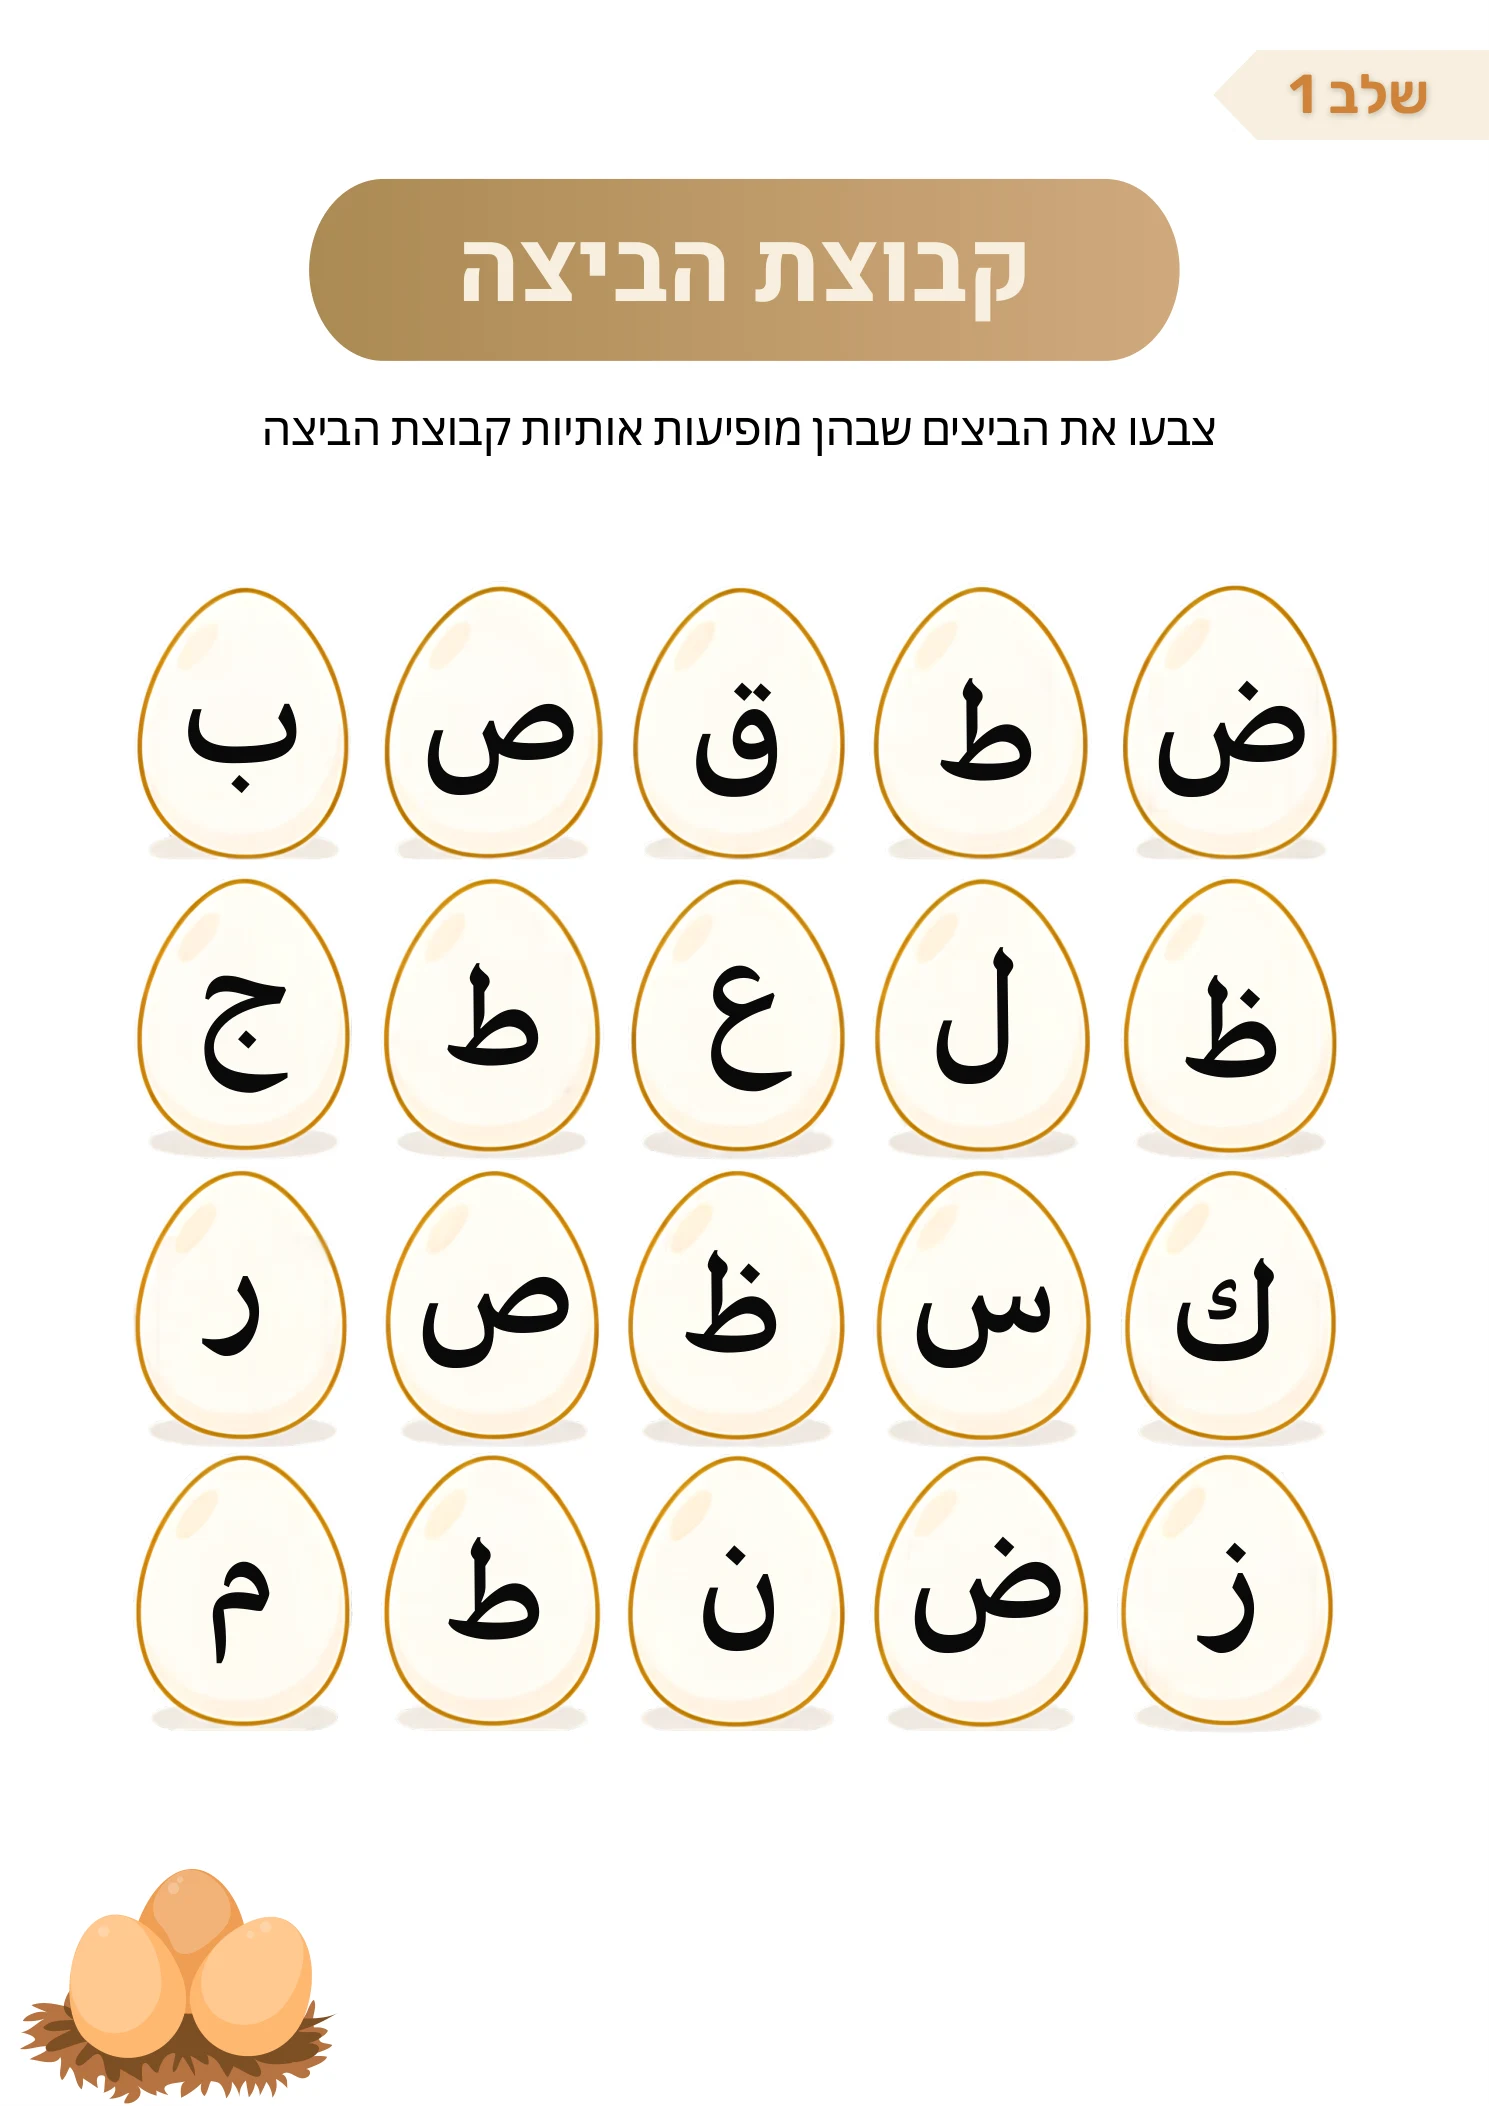 שלב 1
קבוצת הביצה
צבעו את הביצים שבהן מופיעות אותיות קבוצת הביצה
ض ط ق ص ب
ظ ل ع ط ج
ك س ظ ص ر
ز ض ن ط م